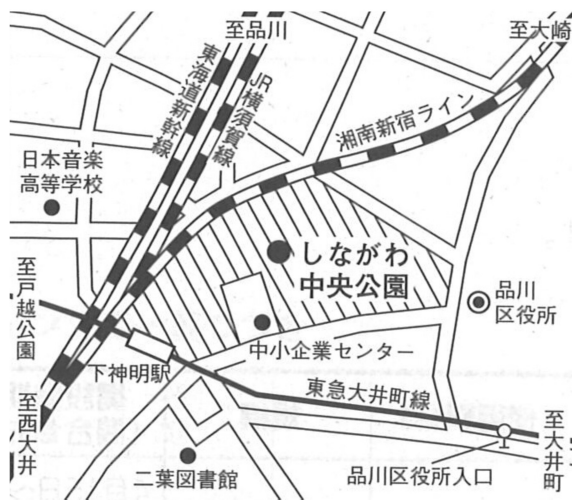 至品川
至大崎
東海道新幹線
JR横須賀線
湘南新宿ライン
日本音楽
高等学校
しながわ
中央公園
至戸越公園
品川
区役所
中小企業センター
下神明駅
東急大井町線
至西大井
至大井町
二葉図書館
品川区役所入口